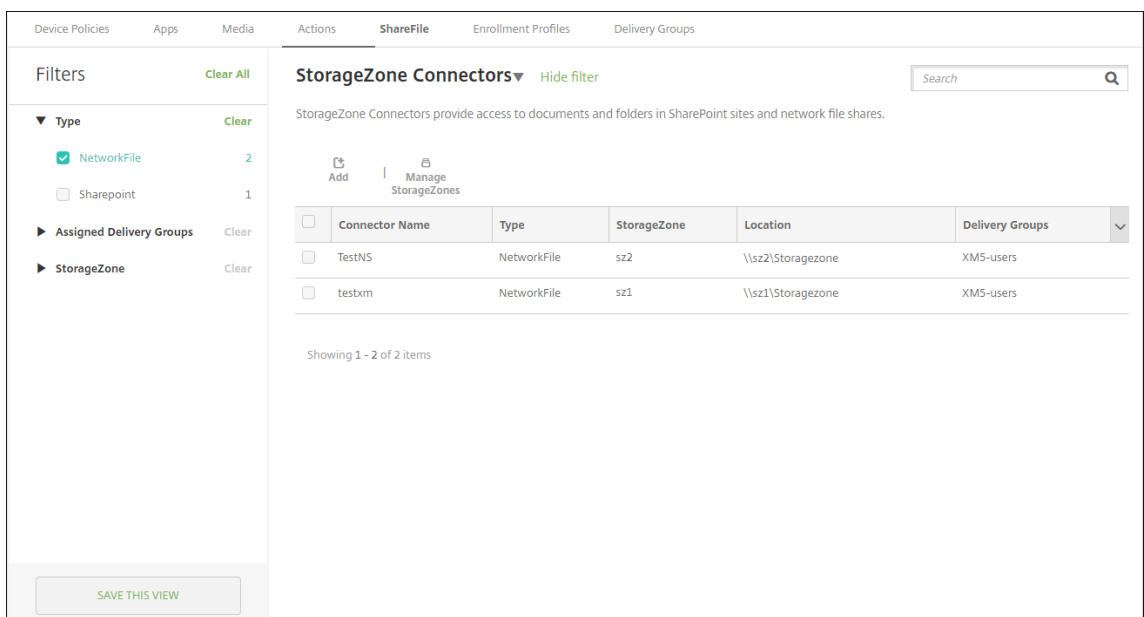 Device Policies Apps Media Actions ShareFile Enrollment Profiles Delivery Groups
Filters Clear All
Type Clear
NetworkFile 2
Sharepoint 1
Assigned Delivery Groups Clear
StorageZone Clear
SAVE THIS VIEW
StorageZone Connectors Hide filter
Search
StorageZone Connectors provide access to documents and folders in SharePoint sites and network file shares.
Add | Manage
StorageZones
Connector Name Type StorageZone Location Delivery Groups
TestNS NetworkFile sz2 \\sz2\Storagezone XM5-users
testxm NetworkFile sz1 \\sz1\Storagezone XM5-users
Showing 1 - 2 of 2 items